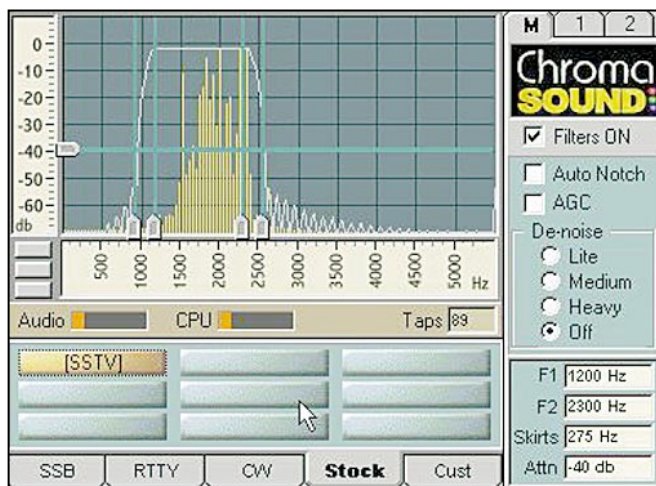 M 1 2
0
-10
-20
-30
-40
-50
-60
db
500 1000 1500 2000 2500 3000 3500 4000 4500 5000 Hz
Chroma
SOUND
Filters ON
Auto Notch
AGC
De-noise
Lite
Medium
Heavy
Off
Audio CPU Taps 89
[SSTV]
F1 1200 Hz
F2 2300 Hz
Skirts 275 Hz
Attn -40 db
SSB RTTY CW Stock Cust